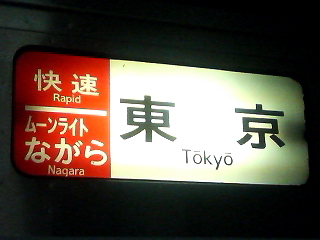 快速
Rapid
ムーンライト
ながら
Nagara
東京
Tōkyō